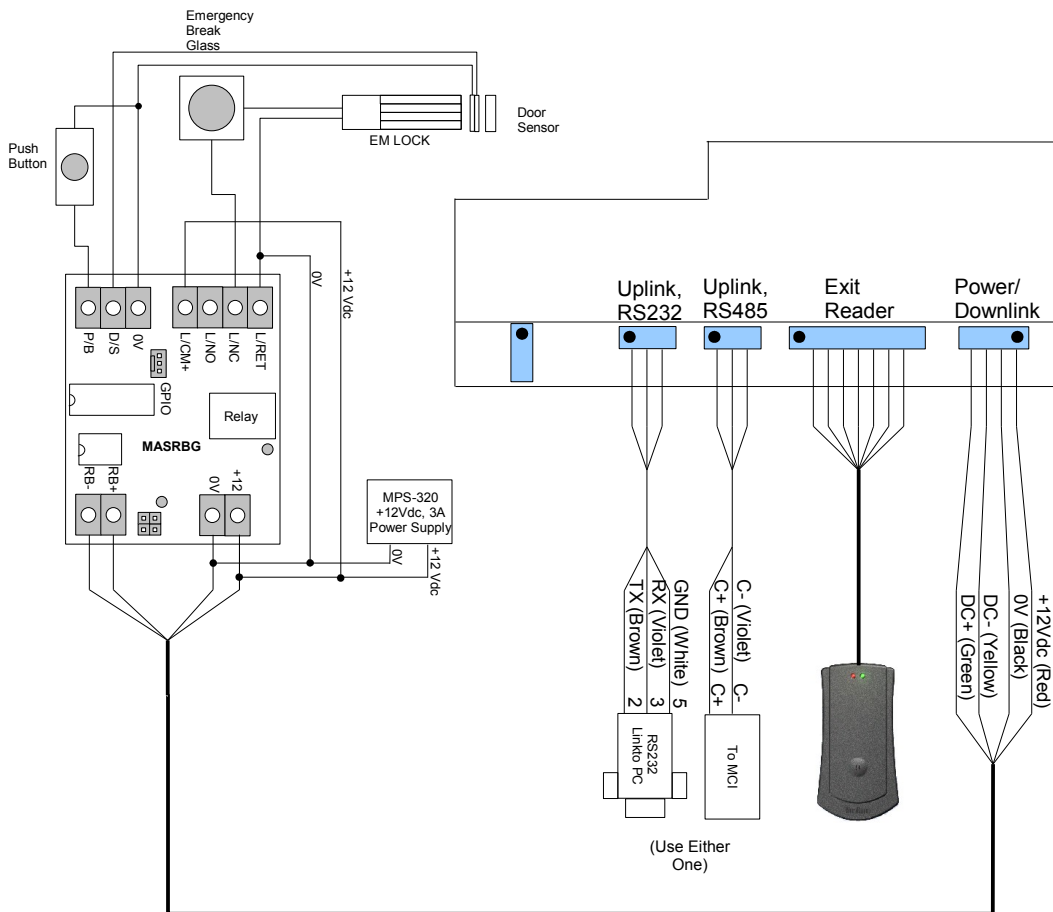 Emergency
Break
Glass
Push
Button
EM LOCK
Door
Sensor
0V
+12 Vdc
P/B
D/S
0V
L/CM+
L/NO
L/NC
L/RET
GPIO
Relay
MASRBG
RB-
RB+
0V
+12
MPS-320
+12Vdc, 3A
Power Supply
0V
+12 Vdc
Uplink,
RS232
Uplink,
RS485
Exit
Reader
Power/
Downlink
TX (Brown) 2
RX (Violet) 3
GND (White) 5
C+ (Brown) C+
C- (Violet) C-
RS232
Linkto PC
To MCI
(Use Either
One)
DC+ (Green)
DC- (Yellow)
0V (Black)
+12Vdc (Red)